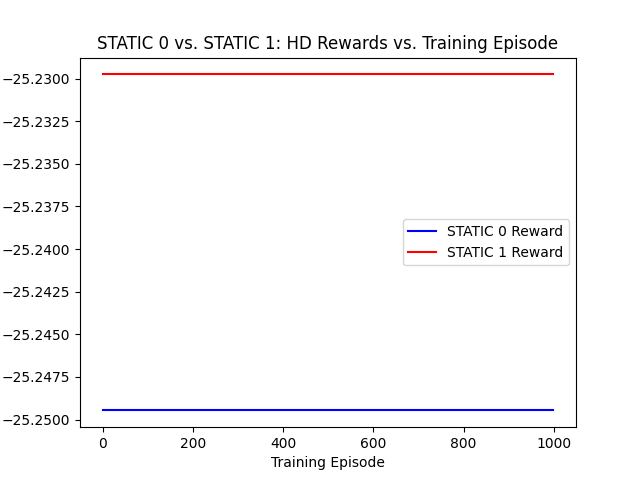 STATIC 0 vs. STATIC 1: HD Rewards vs. Training Episode
−25.2300
−25.2325
−25.2350
−25.2375
−25.2400
−25.2425
−25.2450
−25.2475
−25.2500
STATIC 0 Reward
STATIC 1 Reward
0 200 400 600 800 1000
Training Episode